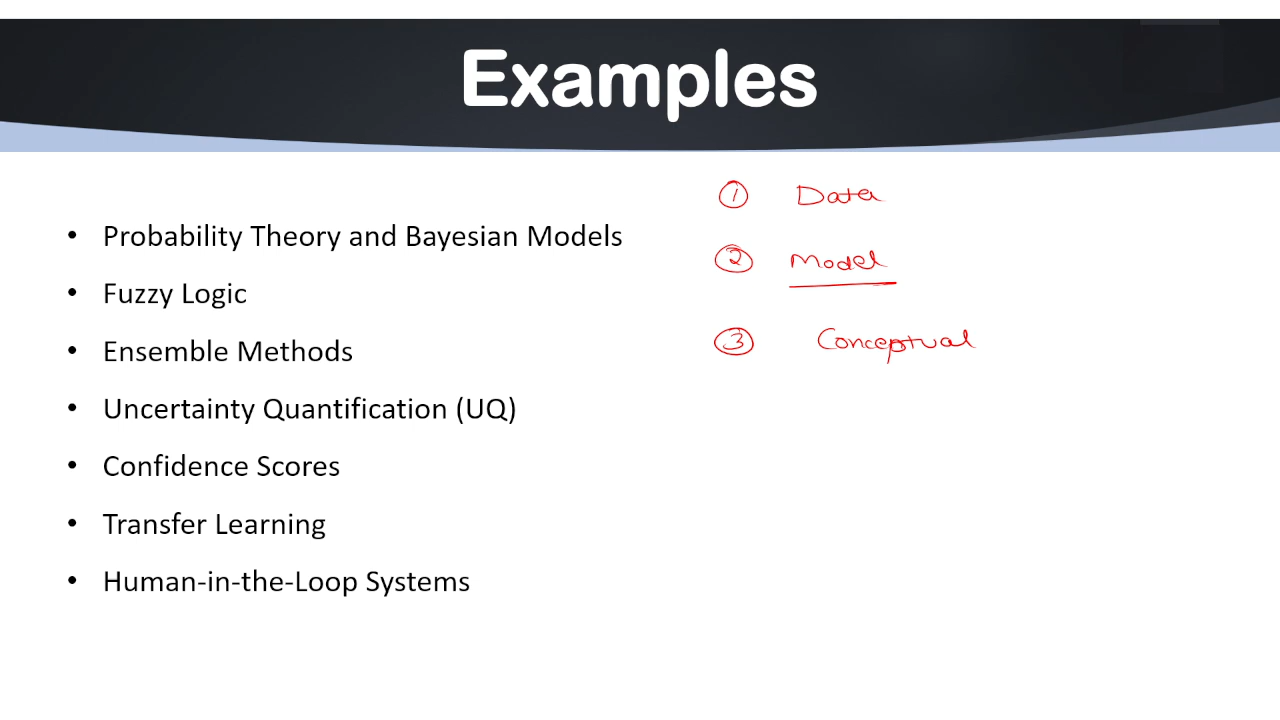 Examples
• Probability Theory and Bayesian Models
• Fuzzy Logic
• Ensemble Methods
• Uncertainty Quantification (UQ)
• Confidence Scores
• Transfer Learning
• Human-in-the-Loop Systems
① Data
② Model
③ Conceptual